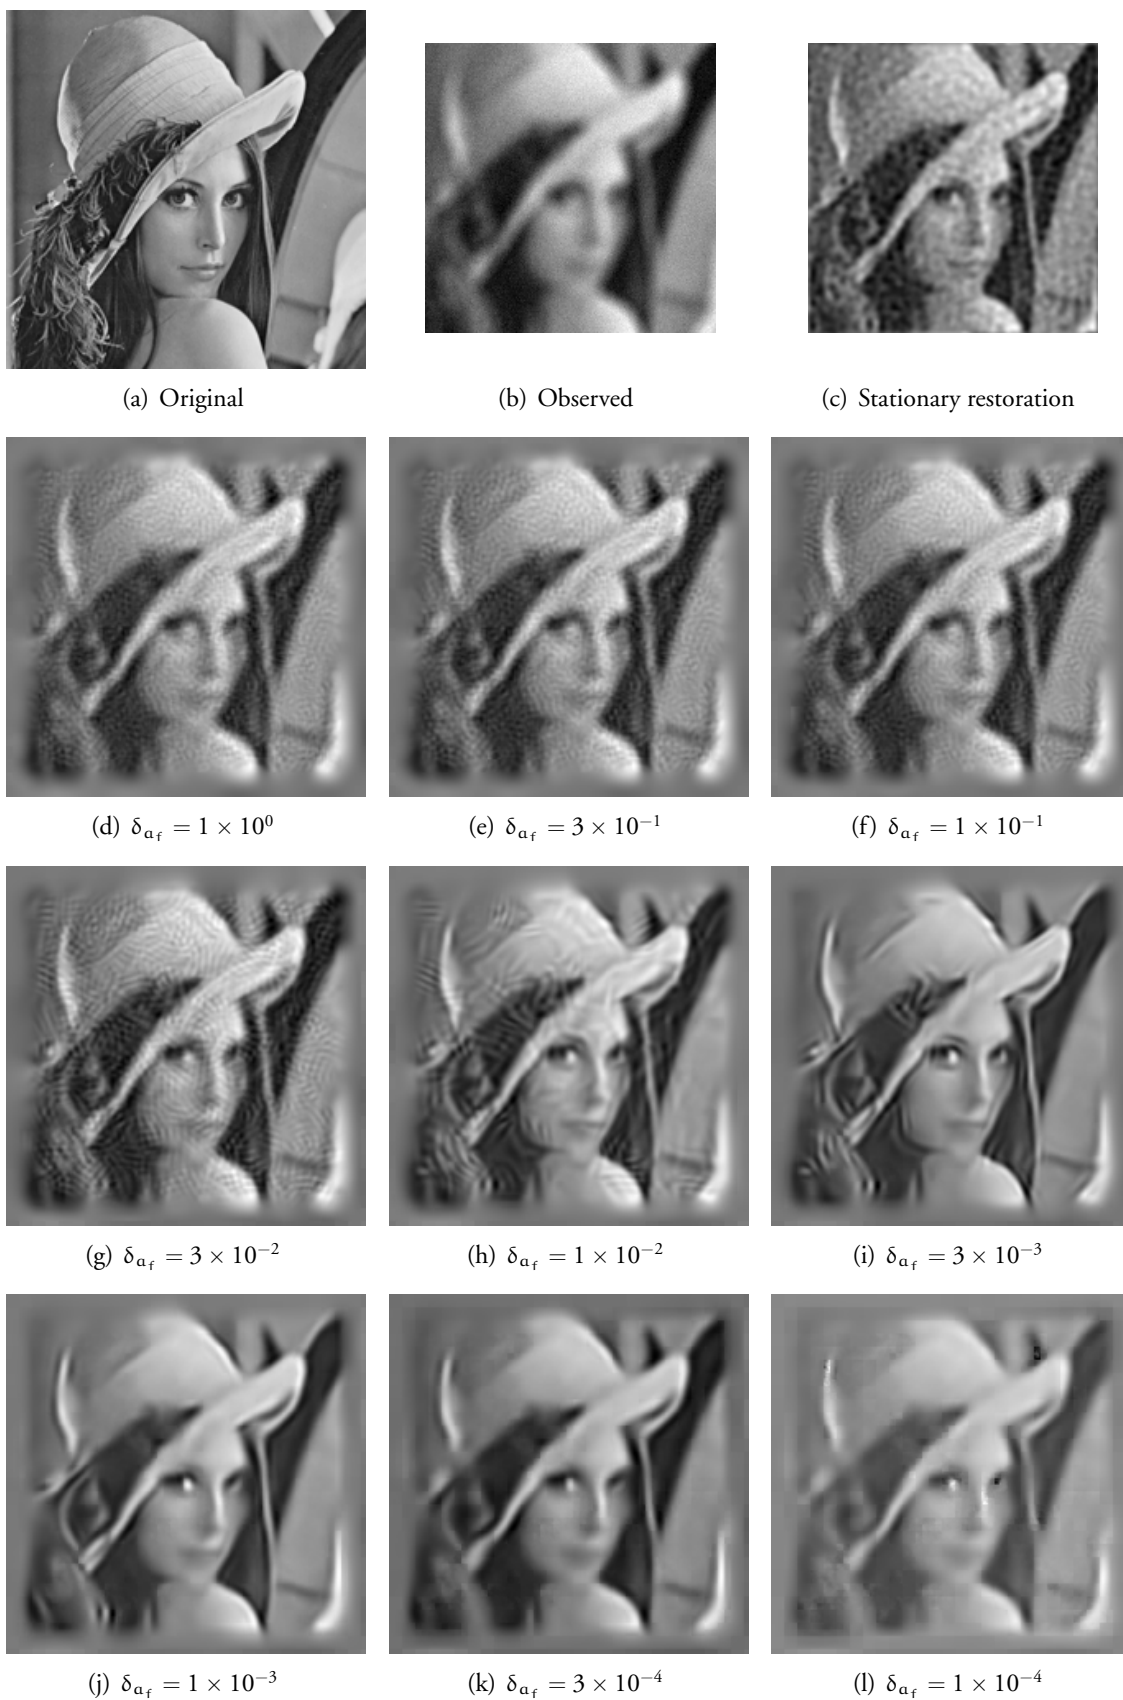 (a) Original
(b) Observed
(c) Stationary restoration
(d) δ_{a_f} = 1 × 10⁰
(e) δ_{a_f} = 3 × 10⁻¹
(f) δ_{a_f} = 1 × 10⁻¹
(g) δ_{a_f} = 3 × 10⁻²
(h) δ_{a_f} = 1 × 10⁻²
(i) δ_{a_f} = 3 × 10⁻³
(j) δ_{a_f} = 1 × 10⁻³
(k) δ_{a_f} = 3 × 10⁻⁴
(l) δ_{a_f} = 1 × 10⁻⁴